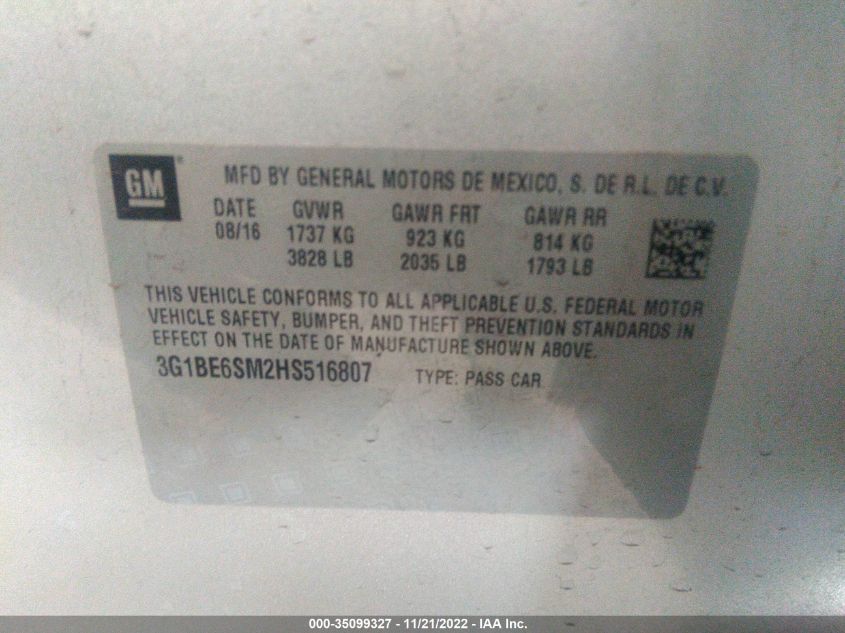 GM
MFD BY GENERAL MOTORS DE MEXICO, S. DE R.L. DE C.V.
DATE GVWR GAWR FRT GAWR RR
08/16 1737 KG 923 KG 814 KG
3828 LB 2035 LB 1793 LB
THIS VEHICLE CONFORMS TO ALL APPLICABLE U.S. FEDERAL MOTOR
VEHICLE SAFETY, BUMPER, AND THEFT PREVENTION STANDARDS IN
EFFECT ON THE DATE OF MANUFACTURE SHOWN ABOVE.
3G1BE6SM2HS516807 TYPE: PASS CAR
000-35099327 - 11/21/2022 - IAA Inc.